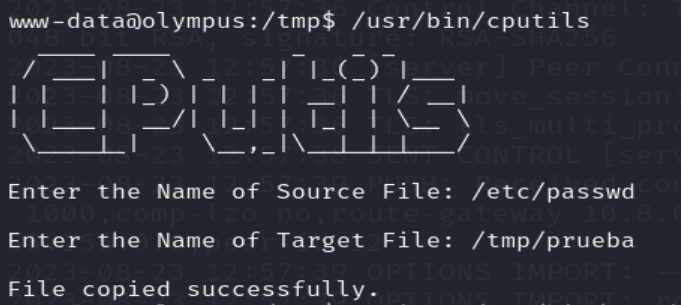 www-data@olympus:/tmp$ /usr/bin/cputils
CPUtils
Enter the Name of Source File: /etc/passwd
Enter the Name of Target File: /tmp/prueba
File copied successfully.